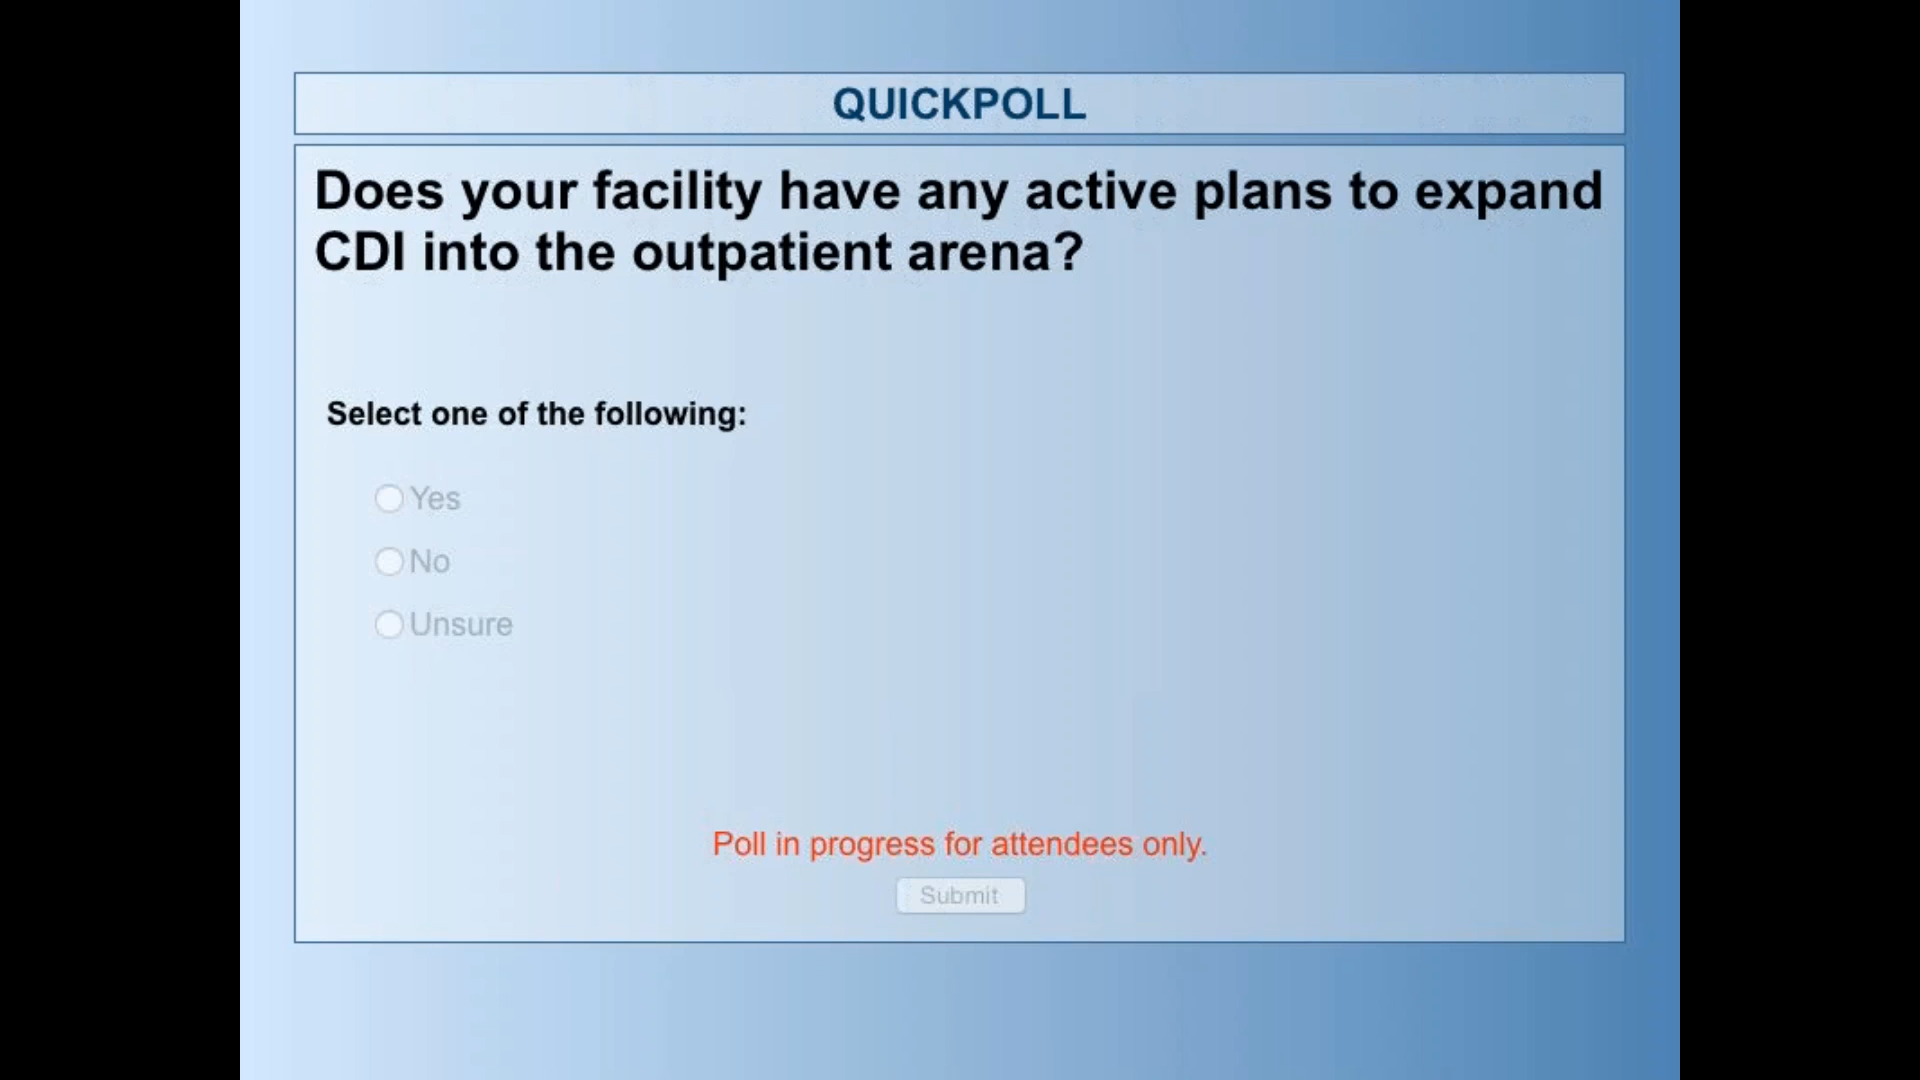 QUICKPOLL
Does your facility have any active plans to expand
CDI into the outpatient arena?
Select one of the following:
Yes
No
Unsure
Poll in progress for attendees only.
Submit